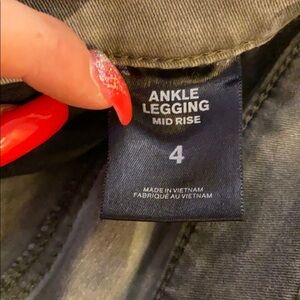 ANKLE
LEGGING
MID RISE
4
MADE IN VIETNAM
FABRIQUÉ AU VIETNAM